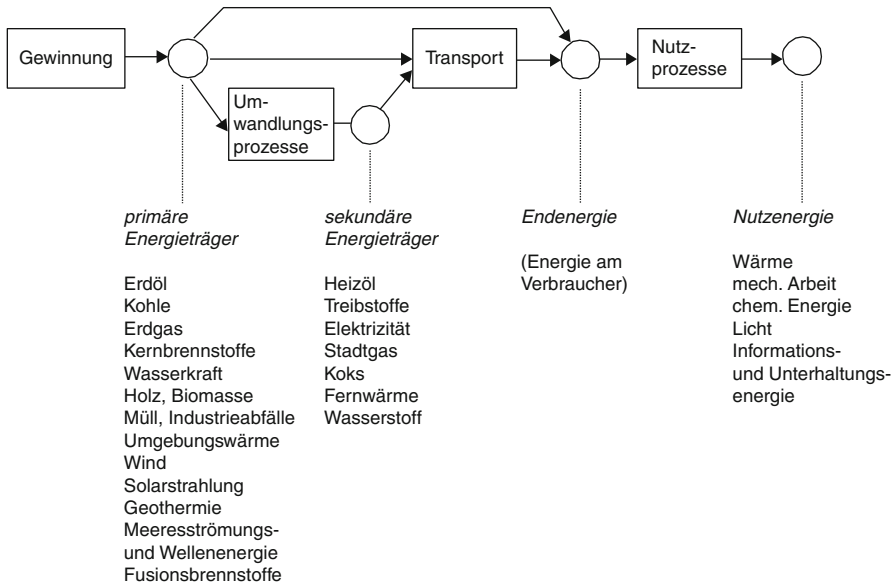 Gewinnung
Transport
Nutz-
prozesse
Um-
wandlungs-
prozesse
primäre
Energieträger
Erdöl
Kohle
Erdgas
Kernbrennstoffe
Wasserkraft
Holz, Biomasse
Müll, Industrieabfälle
Umgebungswärme
Wind
Solarstrahlung
Geothermie
Meeresströmungs-
und Wellenenergie
Fusionsbrennstoffe
sekundäre
Energieträger
Heizöl
Treibstoffe
Elektrizität
Stadtgas
Koks
Fernwärme
Wasserstoff
Endenergie
(Energie am
Verbraucher)
Nutzenergie
Wärme
mech. Arbeit
chem. Energie
Licht
Informations-
und Unterhaltungs-
energie